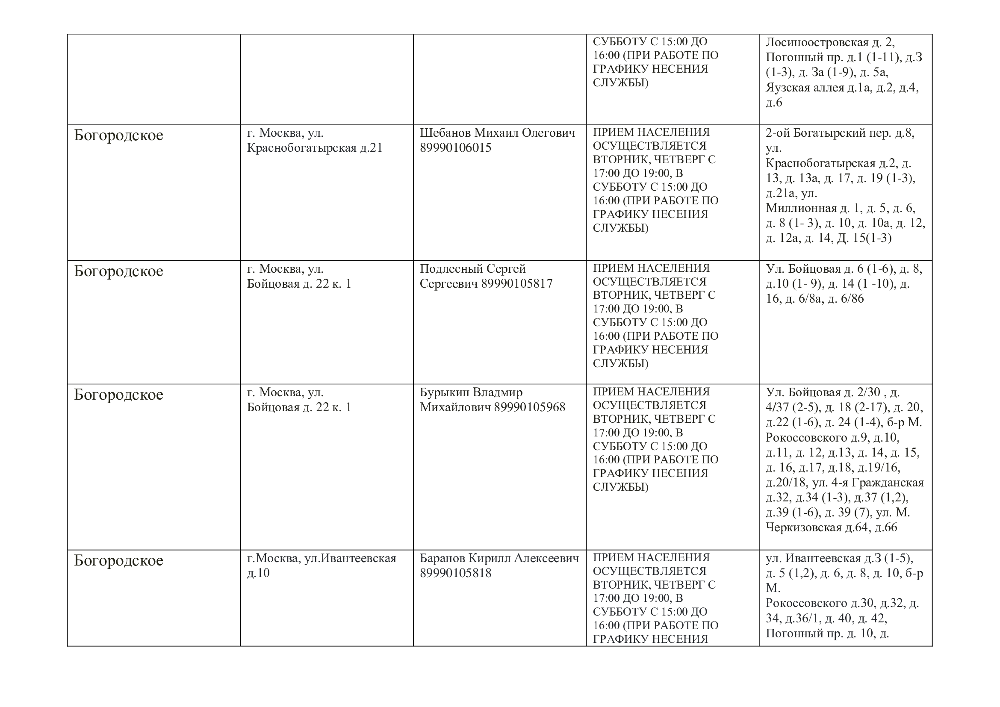 СУББОТУ С 15:00 ДО
16:00 (ПРИ РАБОТЕ ПО
ГРАФИКУ НЕСЕНИЯ
СЛУЖБЫ)
Лосиноостровская д. 2,
Погонный пр. д.1 (1-11), д.З
(1-3), д. За (1-9), д. 5а,
Яузская аллея д.1а, д.2, д.4,
д.6
Богородское
г. Москва, ул.
Краснобогатырская д.21
Шебанов Михаил Олегович
89990106015
ПРИЕМ НАСЕЛЕНИЯ
ОСУЩЕСТВЛЯЕТСЯ
ВТОРНИК, ЧЕТВЕРГ С
17:00 ДО 19:00, В
СУББОТУ С 15:00 ДО
16:00 (ПРИ РАБОТЕ ПО
ГРАФИКУ НЕСЕНИЯ
СЛУЖБЫ)
2-ой Богатырский пер. д.8,
ул.
Краснобогатырская д.2, д.
13, д. 13а, д. 17, д. 19 (1-3),
д.21а, ул.
Миллионная д. 1, д. 5, д. 6,
д. 8 (1- 3), д. 10, д. 10а, д. 12,
д. 12а, д. 14, Д. 15(1-3)
Богородское
г. Москва, ул.
Бойцовая д. 22 к. 1
Подлесный Сергей
Сергеевич 89990105817
ПРИЕМ НАСЕЛЕНИЯ
ОСУЩЕСТВЛЯЕТСЯ
ВТОРНИК, ЧЕТВЕРГ С
17:00 ДО 19:00, В
СУББОТУ С 15:00 ДО
16:00 (ПРИ РАБОТЕ ПО
ГРАФИКУ НЕСЕНИЯ
СЛУЖБЫ)
Ул. Бойцовая д. 6 (1-6), д. 8,
д.10 (1- 9), д. 14 (1 -10), д.
16, д. 6/8а, д. 6/86
Богородское
г. Москва, ул.
Бойцовая д. 22 к. 1
Бурыкин Владмир
Михайлович 89990105968
ПРИЕМ НАСЕЛЕНИЯ
ОСУЩЕСТВЛЯЕТСЯ
ВТОРНИК, ЧЕТВЕРГ С
17:00 ДО 19:00, В
СУББОТУ С 15:00 ДО
16:00 (ПРИ РАБОТЕ ПО
ГРАФИКУ НЕСЕНИЯ
СЛУЖБЫ)
Ул. Бойцовая д. 2/30 , д.
4/37 (2-5), д. 18 (2-17), д. 20,
д.22 (1-6), д. 24 (1-4), б-р М.
Рокоссовского д.9, д.10,
д.11, д. 12, д.13, д. 14, д. 15,
д. 16, д.17, д.18, д.19/16,
д.20/18, ул. 4-я Гражданская
д.32, д.34 (1-3), д.37 (1,2),
д.39 (1-6), д. 39 (7), ул. М.
Черкизовская д.64, д.66
Богородское
г.Москва, ул.Ивантеевская
д.10
Баранов Кирилл Алексеевич
89990105818
ПРИЕМ НАСЕЛЕНИЯ
ОСУЩЕСТВЛЯЕТСЯ
ВТОРНИК, ЧЕТВЕРГ С
17:00 ДО 19:00, В
СУББОТУ С 15:00 ДО
16:00 (ПРИ РАБОТЕ ПО
ГРАФИКУ НЕСЕНИЯ
ул. Ивантеевская д.З (1-5),
д. 5 (1,2), д. 6, д. 8, д. 10, б-р
М.
Рокоссовского д.30, д.32, д.
34, д.36/1, д. 40, д. 42,
Погонный пр. д. 10, д.